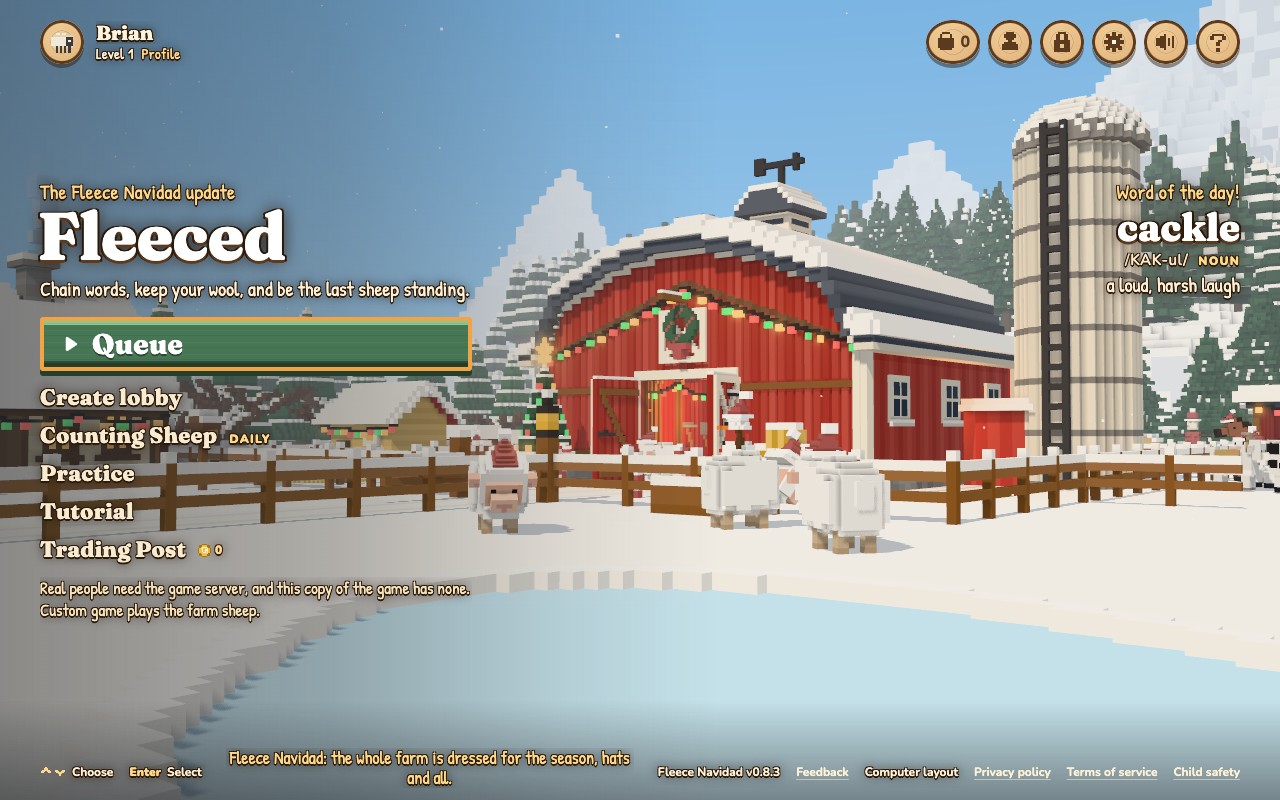 Brian
Level 1 Profile
0
The Fleece Navidad update
Fleeced
Chain words, keep your wool, and be the last sheep standing.
Queue
Create lobby
Counting Sheep DAILY
Practice
Tutorial
Trading Post 0
Real people need the game server, and this copy of the game has none.
Custom game plays the farm sheep.
Word of the day!
cackle
/KAK-ul/ NOUN
a loud, harsh laugh
Choose Enter Select
Fleece Navidad: the whole farm is dressed for the season, hats
and all.
Fleece Navidad v0.8.3 Feedback Computer layout Privacy policy Terms of service Child safety